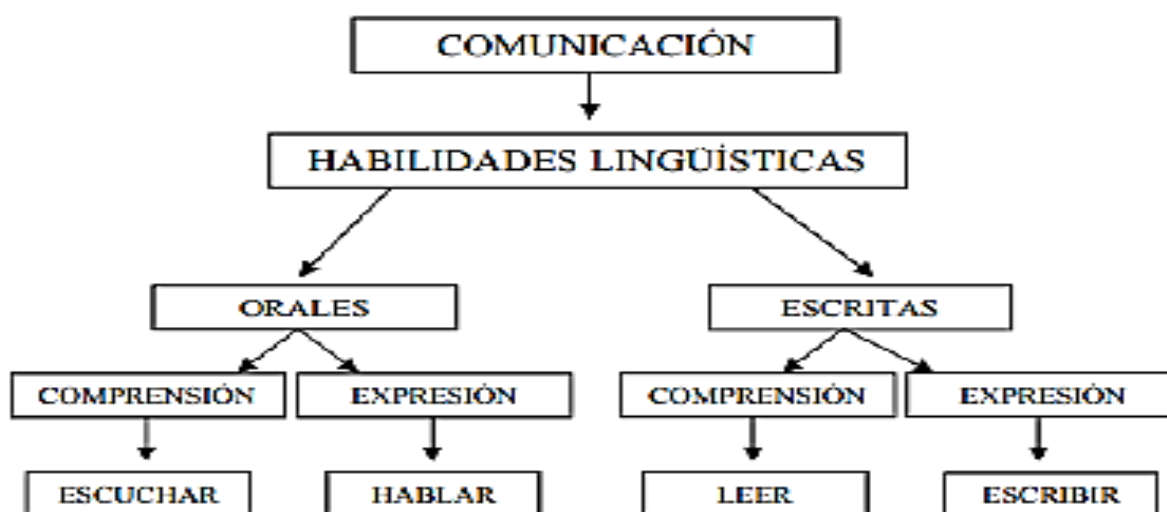 COMUNICACIÓN
HABILIDADES LINGÜÍSTICAS
ORALES
ESCRITAS
COMPRENSIÓN
EXPRESIÓN
COMPRENSIÓN
EXPRESIÓN
ESCUCHAR
HABLAR
LEER
ESCRIBIR